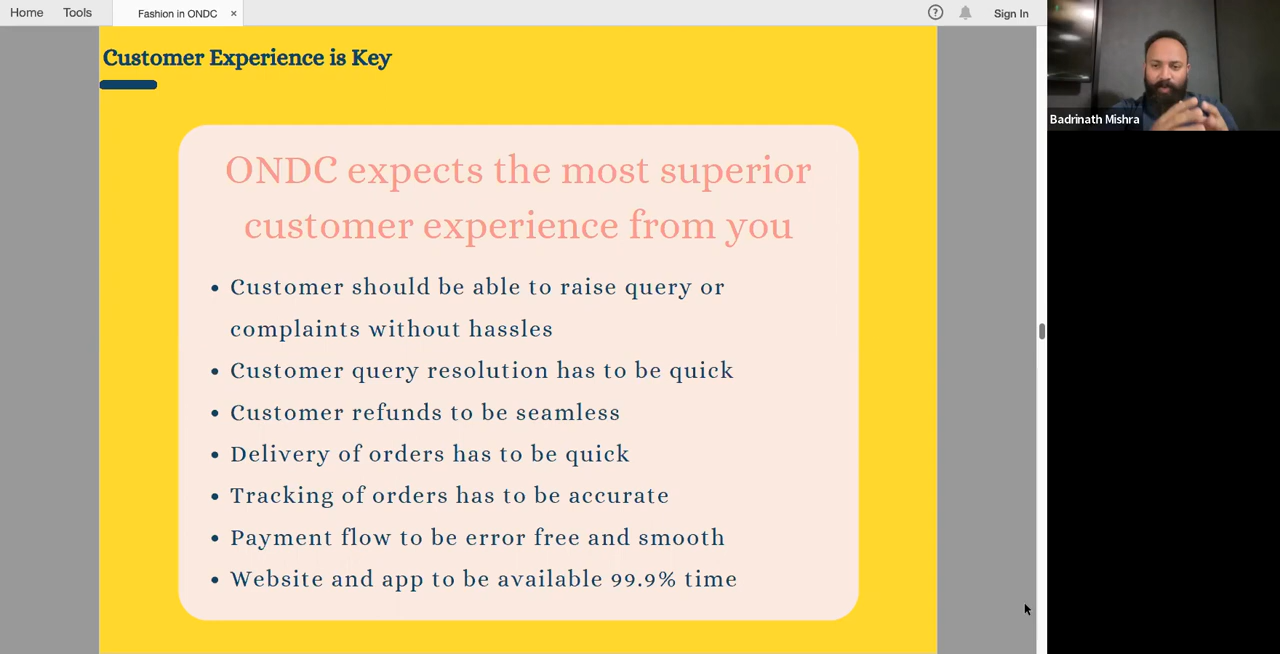 Home Tools Fashion in ONDC × ? Sign In
Customer Experience is Key
Badrinath Mishra
ONDC expects the most superior
customer experience from you
• Customer should be able to raise query or
complaints without hassles
• Customer query resolution has to be quick
• Customer refunds to be seamless
• Delivery of orders has to be quick
• Tracking of orders has to be accurate
• Payment flow to be error free and smooth
• Website and app to be available 99.9% time